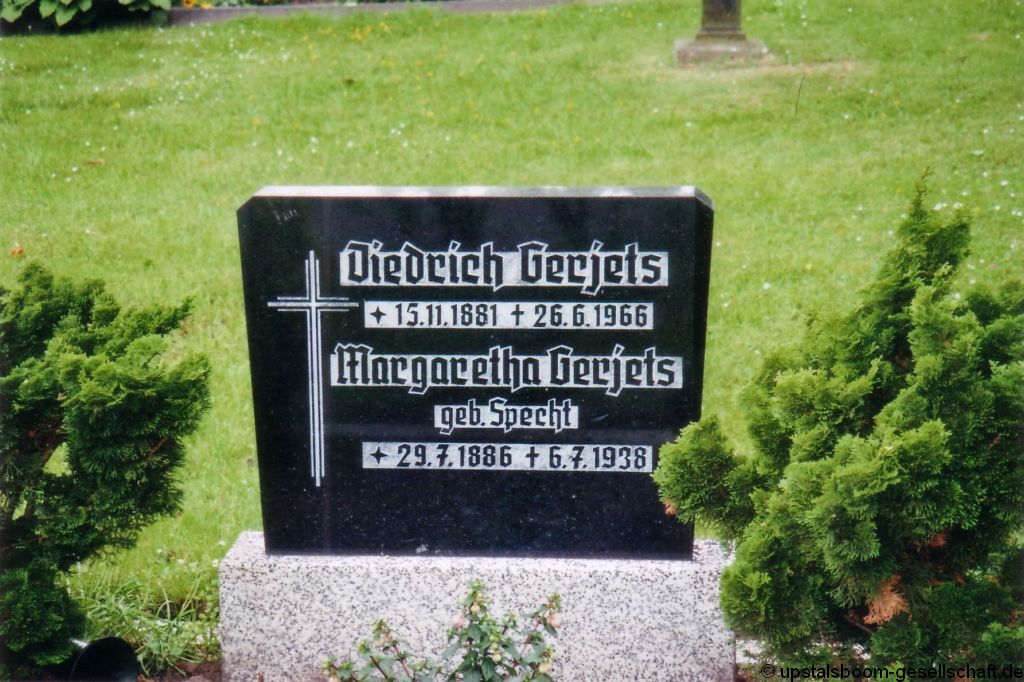 Diedrich Gerjets
✦ 15.11.1881 ✝ 26.6.1966
Margaretha Gerjets
geb. Specht
✦ 29.7.1886 ✝ 6.7.1938
© upstalsboom-gesellschaft.de